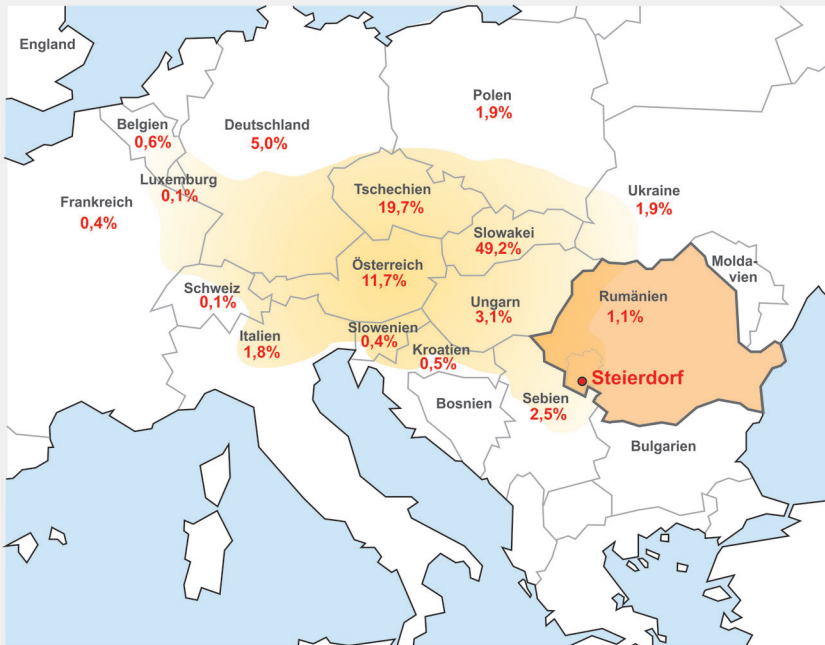 England
Polen
1,9%
Belgien
0,6%
Deutschland
5,0%
Luxemburg
0,1%
Tschechien
19,7%
Ukraine
1,9%
Frankreich
0,4%
Slowakei
49,2%
Molda-
vien
Österreich
11,7%
Schweiz
0,1%
Ungarn
3,1%
Rumänien
1,1%
Italien
1,8%
Slowenien
0,4%
Kroatien
0,5%
Steierdorf
Bosnien
Sebien
2,5%
Bulgarien